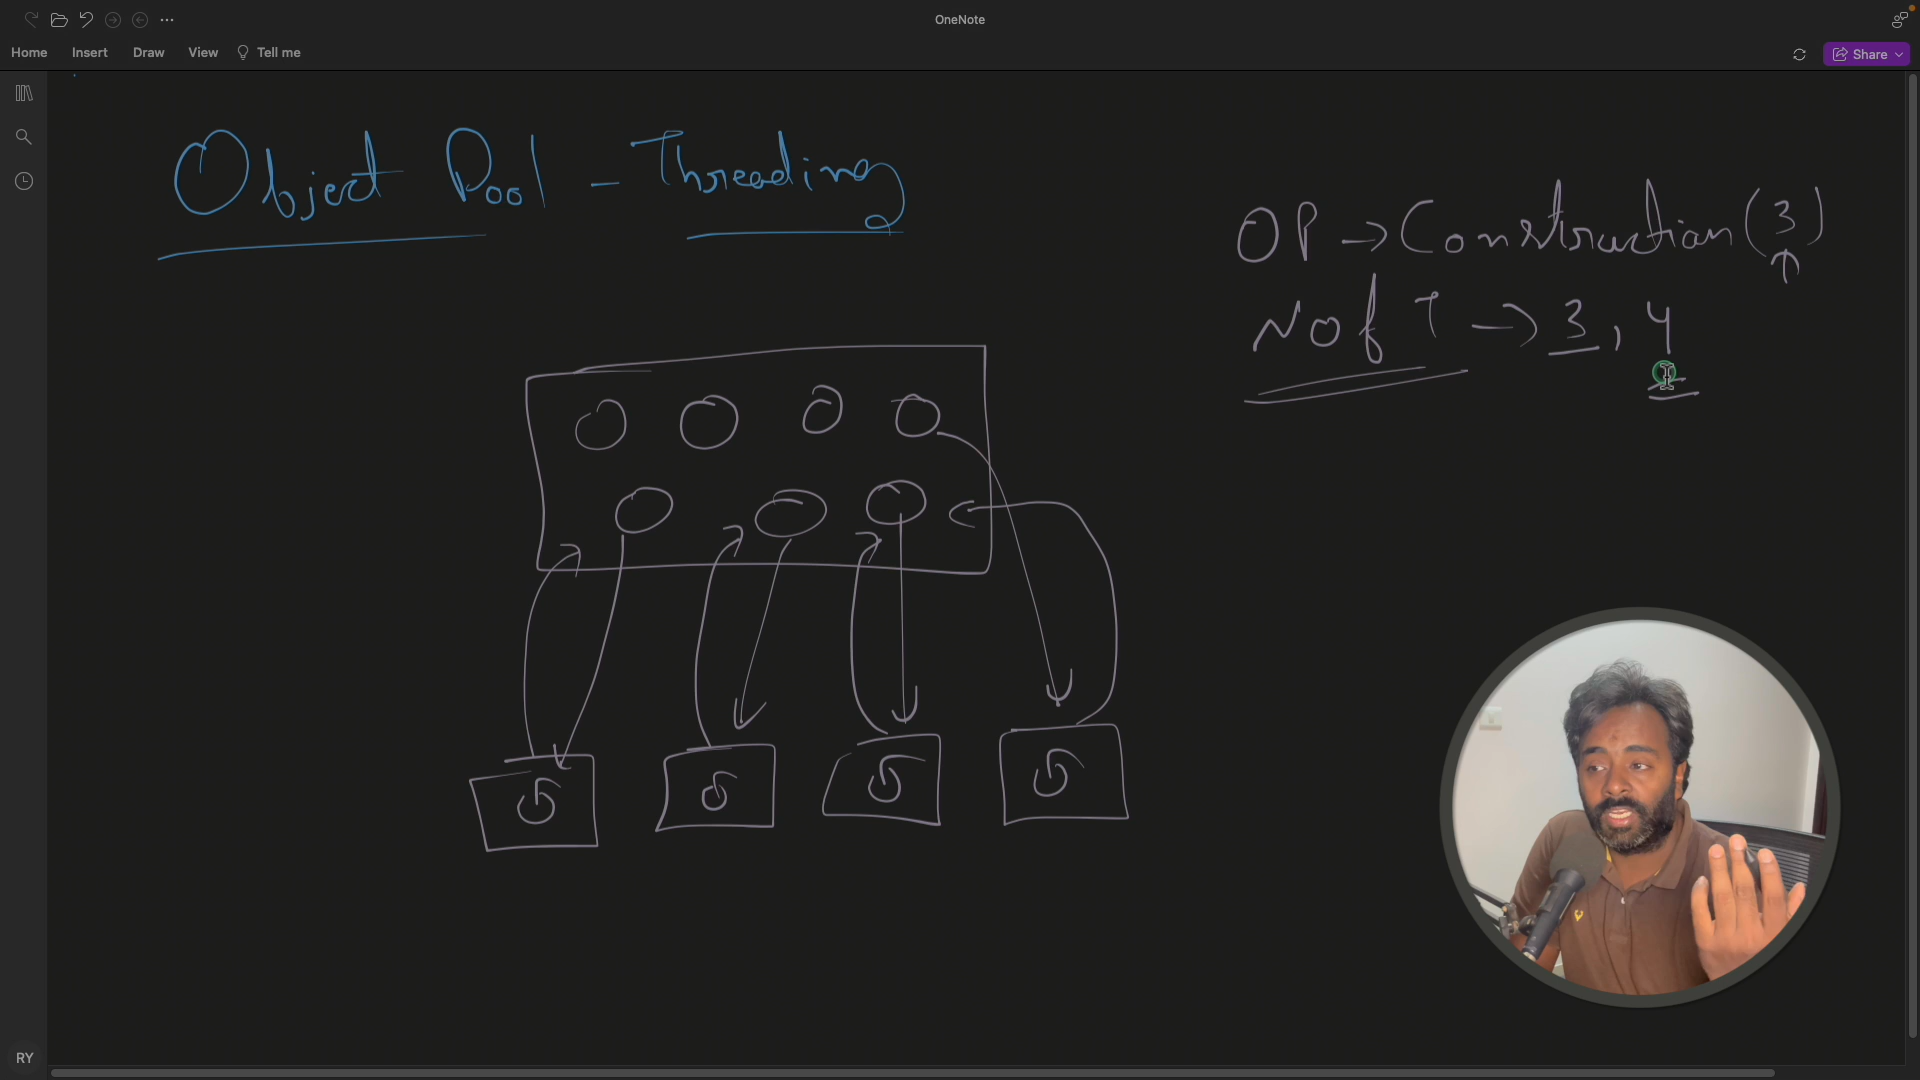 OneNote
Home Insert Draw View Tell me
Share
Object Pool - Threading
OP → Construction (3)
↑
No of T → 3, 4
RY